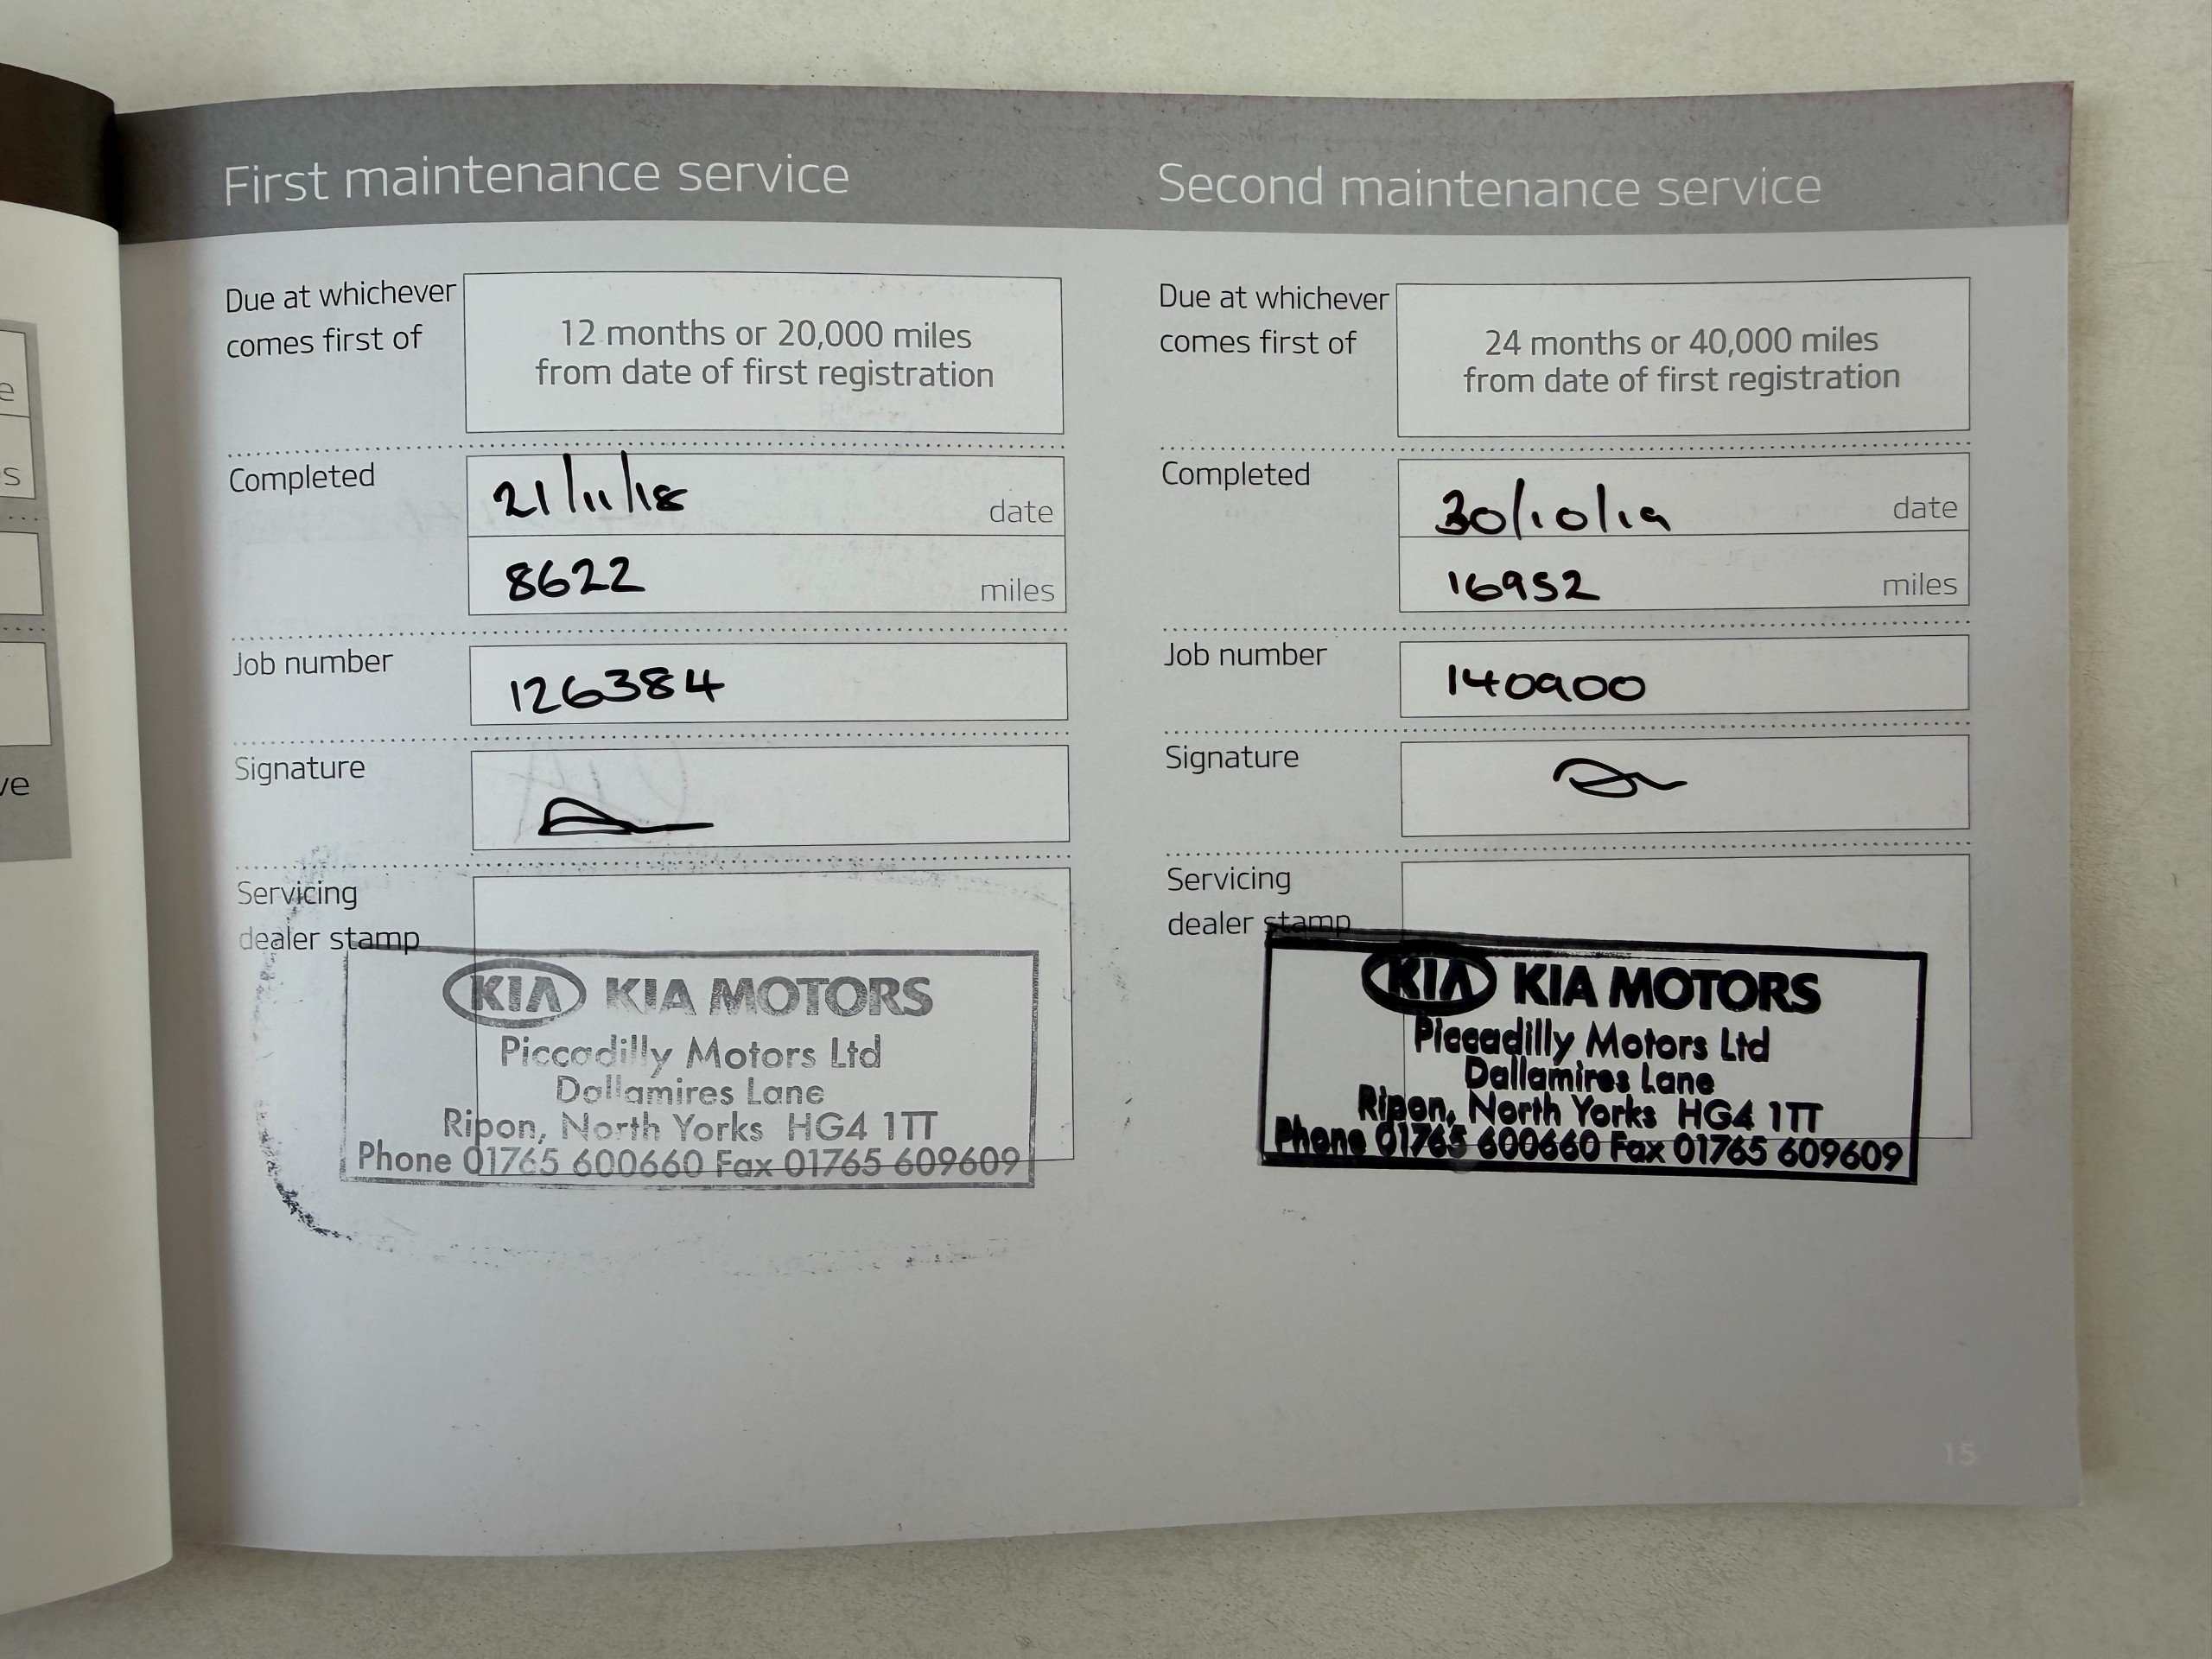 First maintenance service
Due at whichever
comes first of
12 months or 20,000 miles
from date of first registration
Completed
21/11/18 date
8622 miles
Job number
126384
Signature
Servicing
dealer stamp
KIA KIA MOTORS
Piccadilly Motors Ltd
Dallamires Lane
Ripon, North Yorks HG4 1TT
Phone 01765 600660 Fax 01765 609609
Second maintenance service
Due at whichever
comes first of
24 months or 40,000 miles
from date of first registration
Completed
30/10/19 date
16952 miles
Job number
140900
Signature
Servicing
dealer stamp
KIA KIA MOTORS
Piccadilly Motors Ltd
Dallamires Lane
Ripon, North Yorks HG4 1TT
Phone 01765 600660 Fax 01765 609609
15